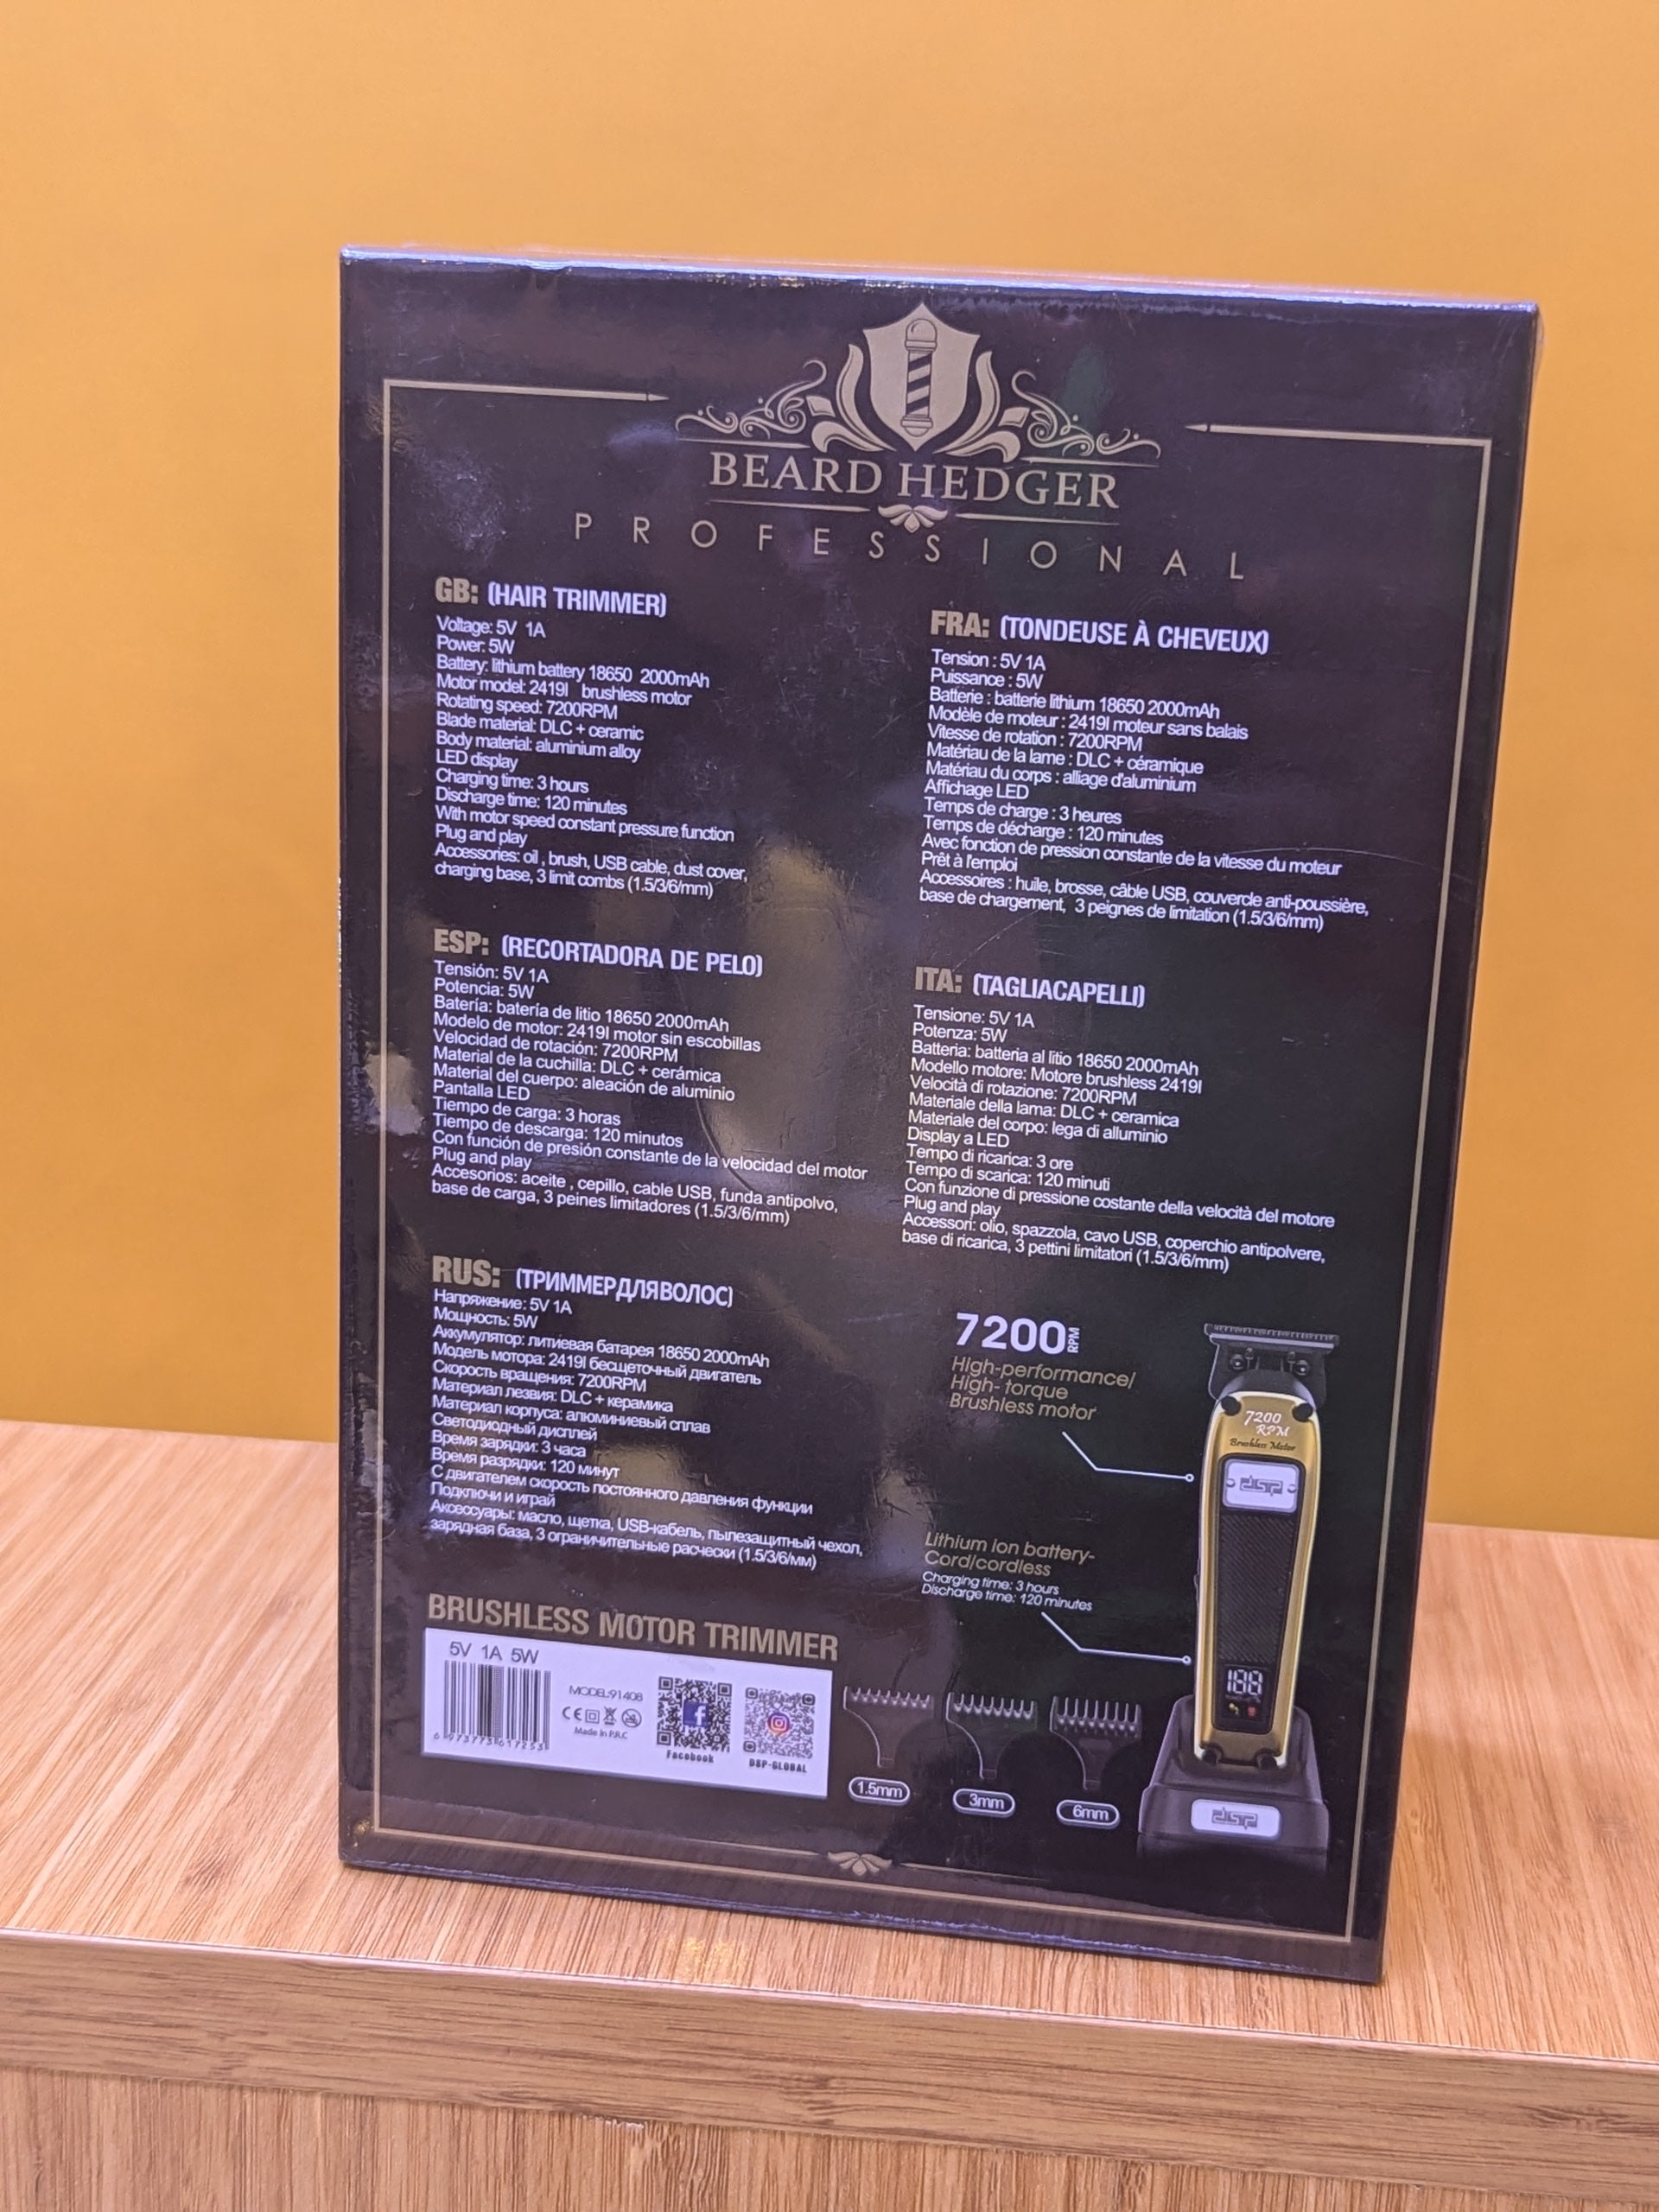 BEARD HEDGER
PROFESSIONAL
GB: (HAIR TRIMMER)
Voltage: 5V 1A
Power: 5W
Battery: lithium battery 18650 2000mAh
Motor model: 2419I brushless motor
Rotating speed: 7200RPM
Blade material: DLC + ceramic
Body material: aluminium alloy
LED display
Charging time: 3 hours
Discharge time: 120 minutes
With motor speed constant pressure function
Plug and play
Accessories: oil , brush, USB cable, dust cover,
charging base, 3 limit combs (1.5/3/6/mm)
FRA: (TONDEUSE À CHEVEUX)
Tension : 5V 1A
Puissance : 5W
Batterie : batterie lithium 18650 2000mAh
Modèle de moteur : 2419I moteur sans balais
Vitesse de rotation : 7200RPM
Matériau de la lame : DLC + céramique
Matériau du corps : alliage d'aluminium
Affichage LED
Temps de charge : 3 heures
Temps de décharge : 120 minutes
Avec fonction de pression constante de la vitesse du moteur
Prêt à l'emploi
Accessoires : huile, brosse, câble USB, couvercle anti-poussière,
base de chargement, 3 peignes de limitation (1.5/3/6/mm)
ESP: (RECORTADORA DE PELO)
Tensión: 5V 1A
Potencia: 5W
Batería: batería de litio 18650 2000mAh
Modelo de motor: 2419I motor sin escobillas
Velocidad de rotación: 7200RPM
Material de la cuchilla: DLC + cerámica
Material del cuerpo: aleación de aluminio
Pantalla LED
Tiempo de carga: 3 horas
Tiempo de descarga: 120 minutos
Con función de presión constante de la velocidad del motor
Plug and play
Accesorios: aceite , cepillo, cable USB, funda antipolvo,
base de carga, 3 peines limitadores (1.5/3/6/mm)
ITA: (TAGLIACAPELLI)
Tensione: 5V 1A
Potenza: 5W
Batteria: batteria al litio 18650 2000mAh
Modello motore: Motore brushless 2419I
Velocità di rotazione: 7200RPM
Materiale della lama: DLC + ceramica
Materiale del corpo: lega di alluminio
Display a LED
Tempo di ricarica: 3 ore
Tempo di scarica: 120 minuti
Con funzione di pressione costante della velocità del motore
Plug and play
Accessori: olio, spazzola, cavo USB, coperchio antipolvere,
base di ricarica, 3 pettini limitatori (1.5/3/6/mm)
RUS: (ТРИММЕРДЛЯВОЛОС)
Напряжение: 5V 1A
Мощность: 5W
Аккумулятор: литиевая батарея 18650 2000mAh
Модель мотора: 2419I бесщеточный двигатель
Скорость вращения: 7200RPM
Материал лезвия: DLC + керамика
Материал корпуса: алюминиевый сплав
Светодиодный дисплей
Время зарядки: 3 часа
Время разрядки: 120 минут
С двигателем скорость постоянного давления функции
Подключи и играй
Аксессуары: масло, щетка, USB-кабель, пылезащитный чехол,
зарядная база, 3 ограничительные расчески (1.5/3/6/мм)
7200 RPM
High-performance/
High- torque
Brushless motor
7200
RPM
Brushless Motor
dsp
Lithium Ion battery-
Cord/cordless
Charging time: 3 hours
Discharge time: 120 minutes
188
dsp
BRUSHLESS MOTOR TRIMMER
5V 1A 5W
6 973773 617253
MODEL:91408
CE
Made In P.R.C
Facebook
DSP-GLOBAL
1.5mm
3mm
6mm